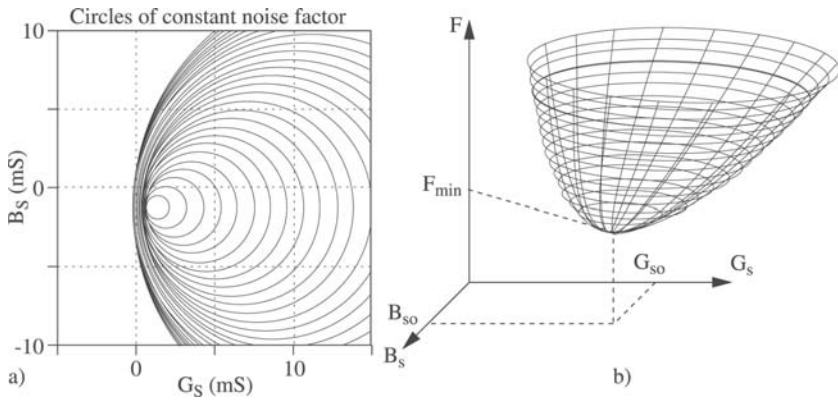 Circles of constant noise factor
10
0
-10
B_S (mS)
0
10
G_S (mS)
a)
F
F_min
G_so
G_s
B_so
B_s
b)